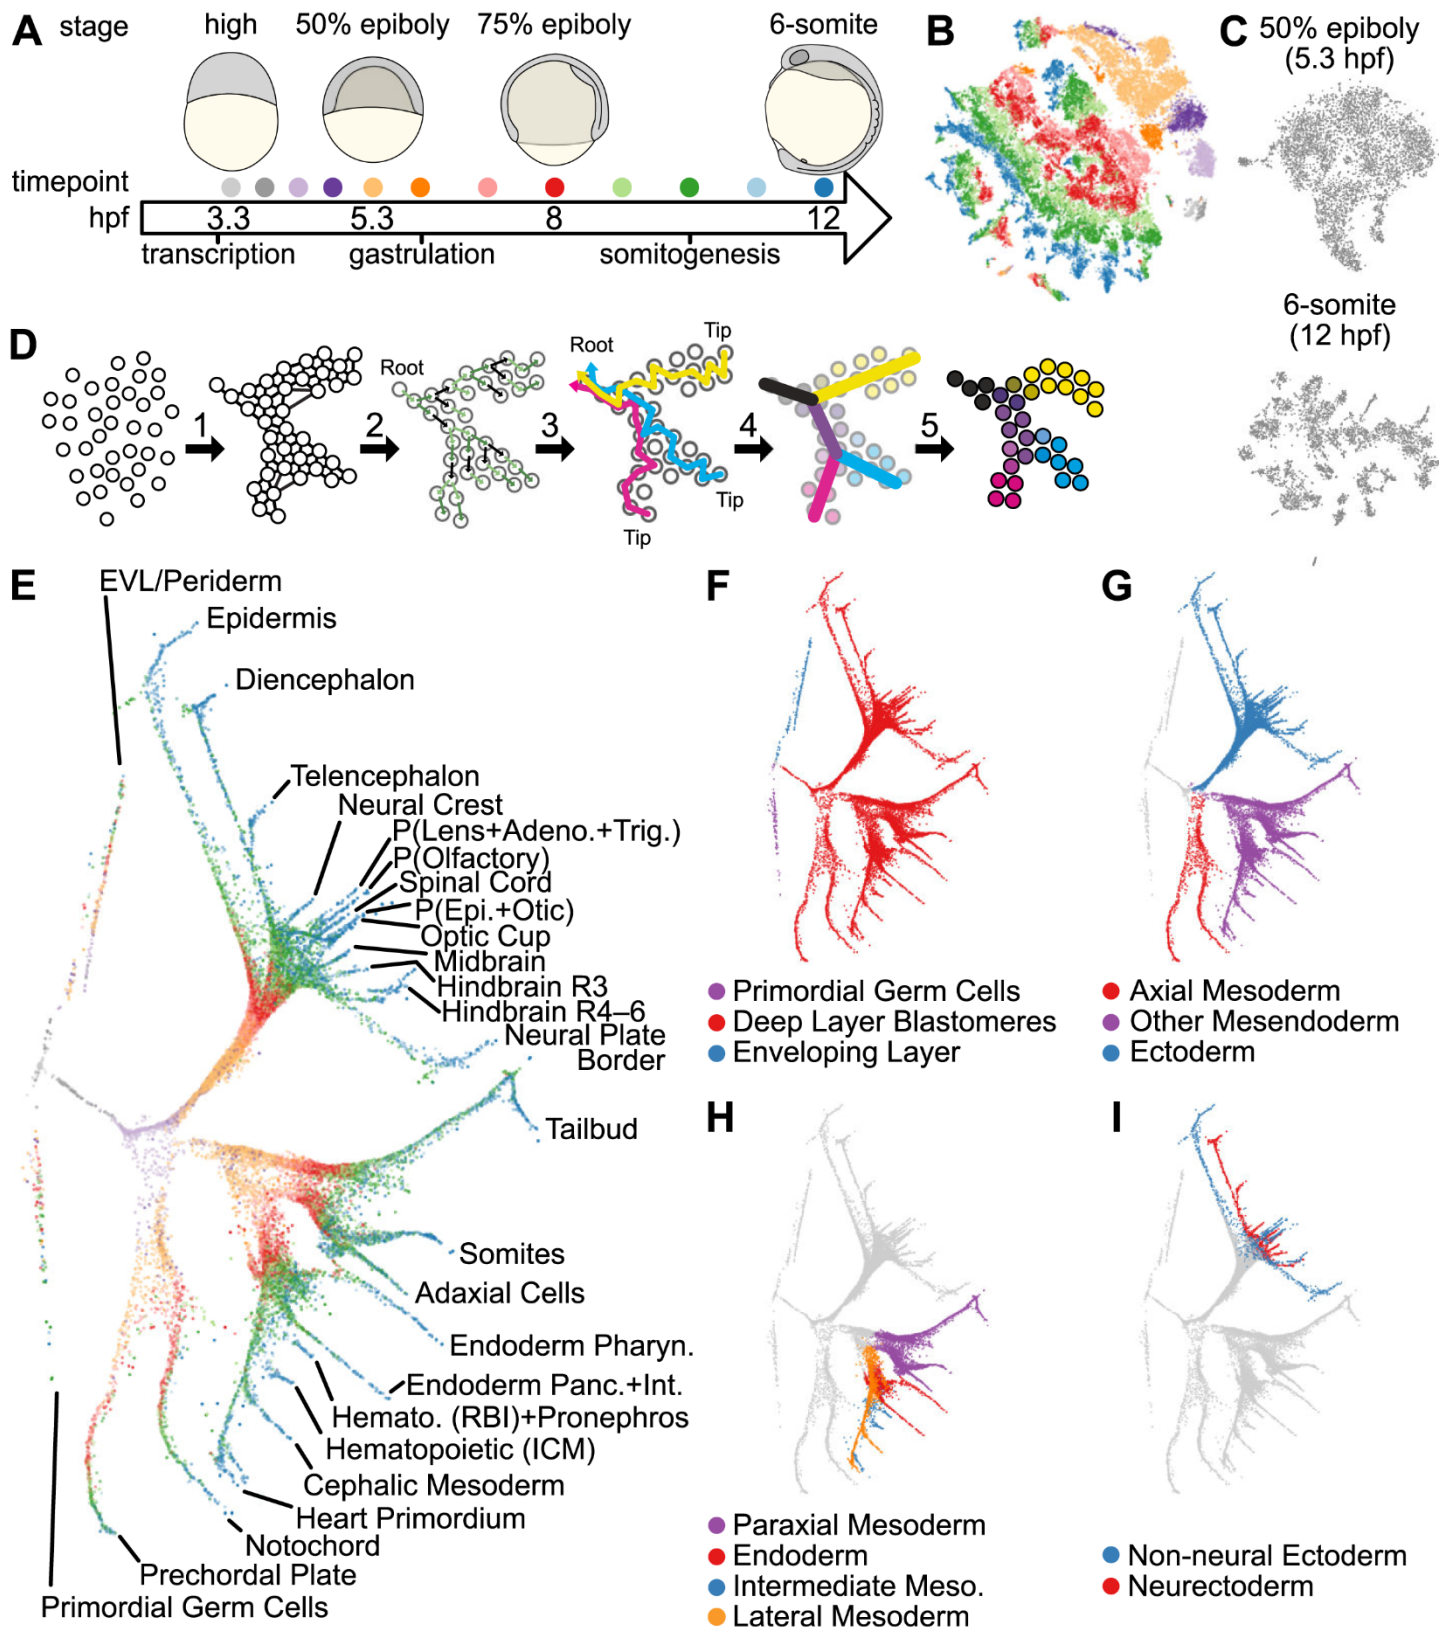 A stage high 50% epiboly 75% epiboly 6-somite
timepoint
hpf 3.3 5.3 8 12
transcription gastrulation somitogenesis
B
C 50% epiboly
(5.3 hpf)
6-somite
(12 hpf)
D
1 2 3 4 5
Root
Root
Tip
Tip
Tip
E
EVL/Periderm
Epidermis
Diencephalon
Telencephalon
Neural Crest
P(Lens+Adeno.+Trig.)
P(Olfactory)
Spinal Cord
P(Epi.+Otic)
Optic Cup
Midbrain
Hindbrain R3
Hindbrain R4–6
Neural Plate
Border
Tailbud
Somites
Adaxial Cells
Endoderm Pharyn.
Endoderm Panc.+Int.
Hemato. (RBI)+Pronephros
Hematopoietic (ICM)
Cephalic Mesoderm
Heart Primordium
Notochord
Prechordal Plate
Primordial Germ Cells
F
Primordial Germ Cells
Deep Layer Blastomeres
Enveloping Layer
G
Axial Mesoderm
Other Mesendoderm
Ectoderm
H
Paraxial Mesoderm
Endoderm
Intermediate Meso.
Lateral Mesoderm
I
Non-neural Ectoderm
Neurectoderm